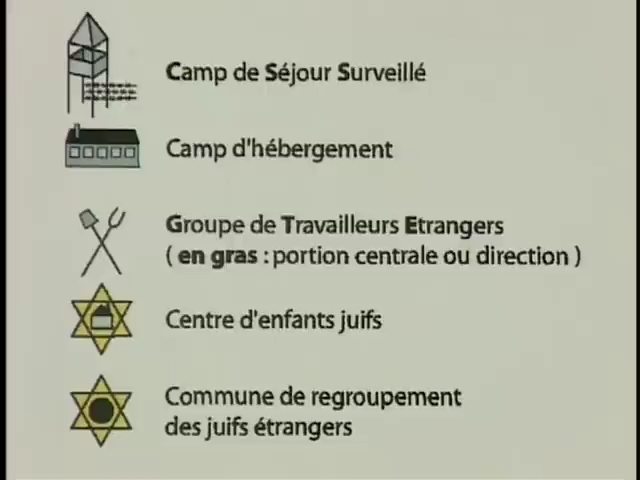 Camp de Séjour Surveillé
Camp d'hébergement
Groupe de Travailleurs Etrangers
( en gras : portion centrale ou direction )
Centre d'enfants juifs
Commune de regroupement
des juifs étrangers